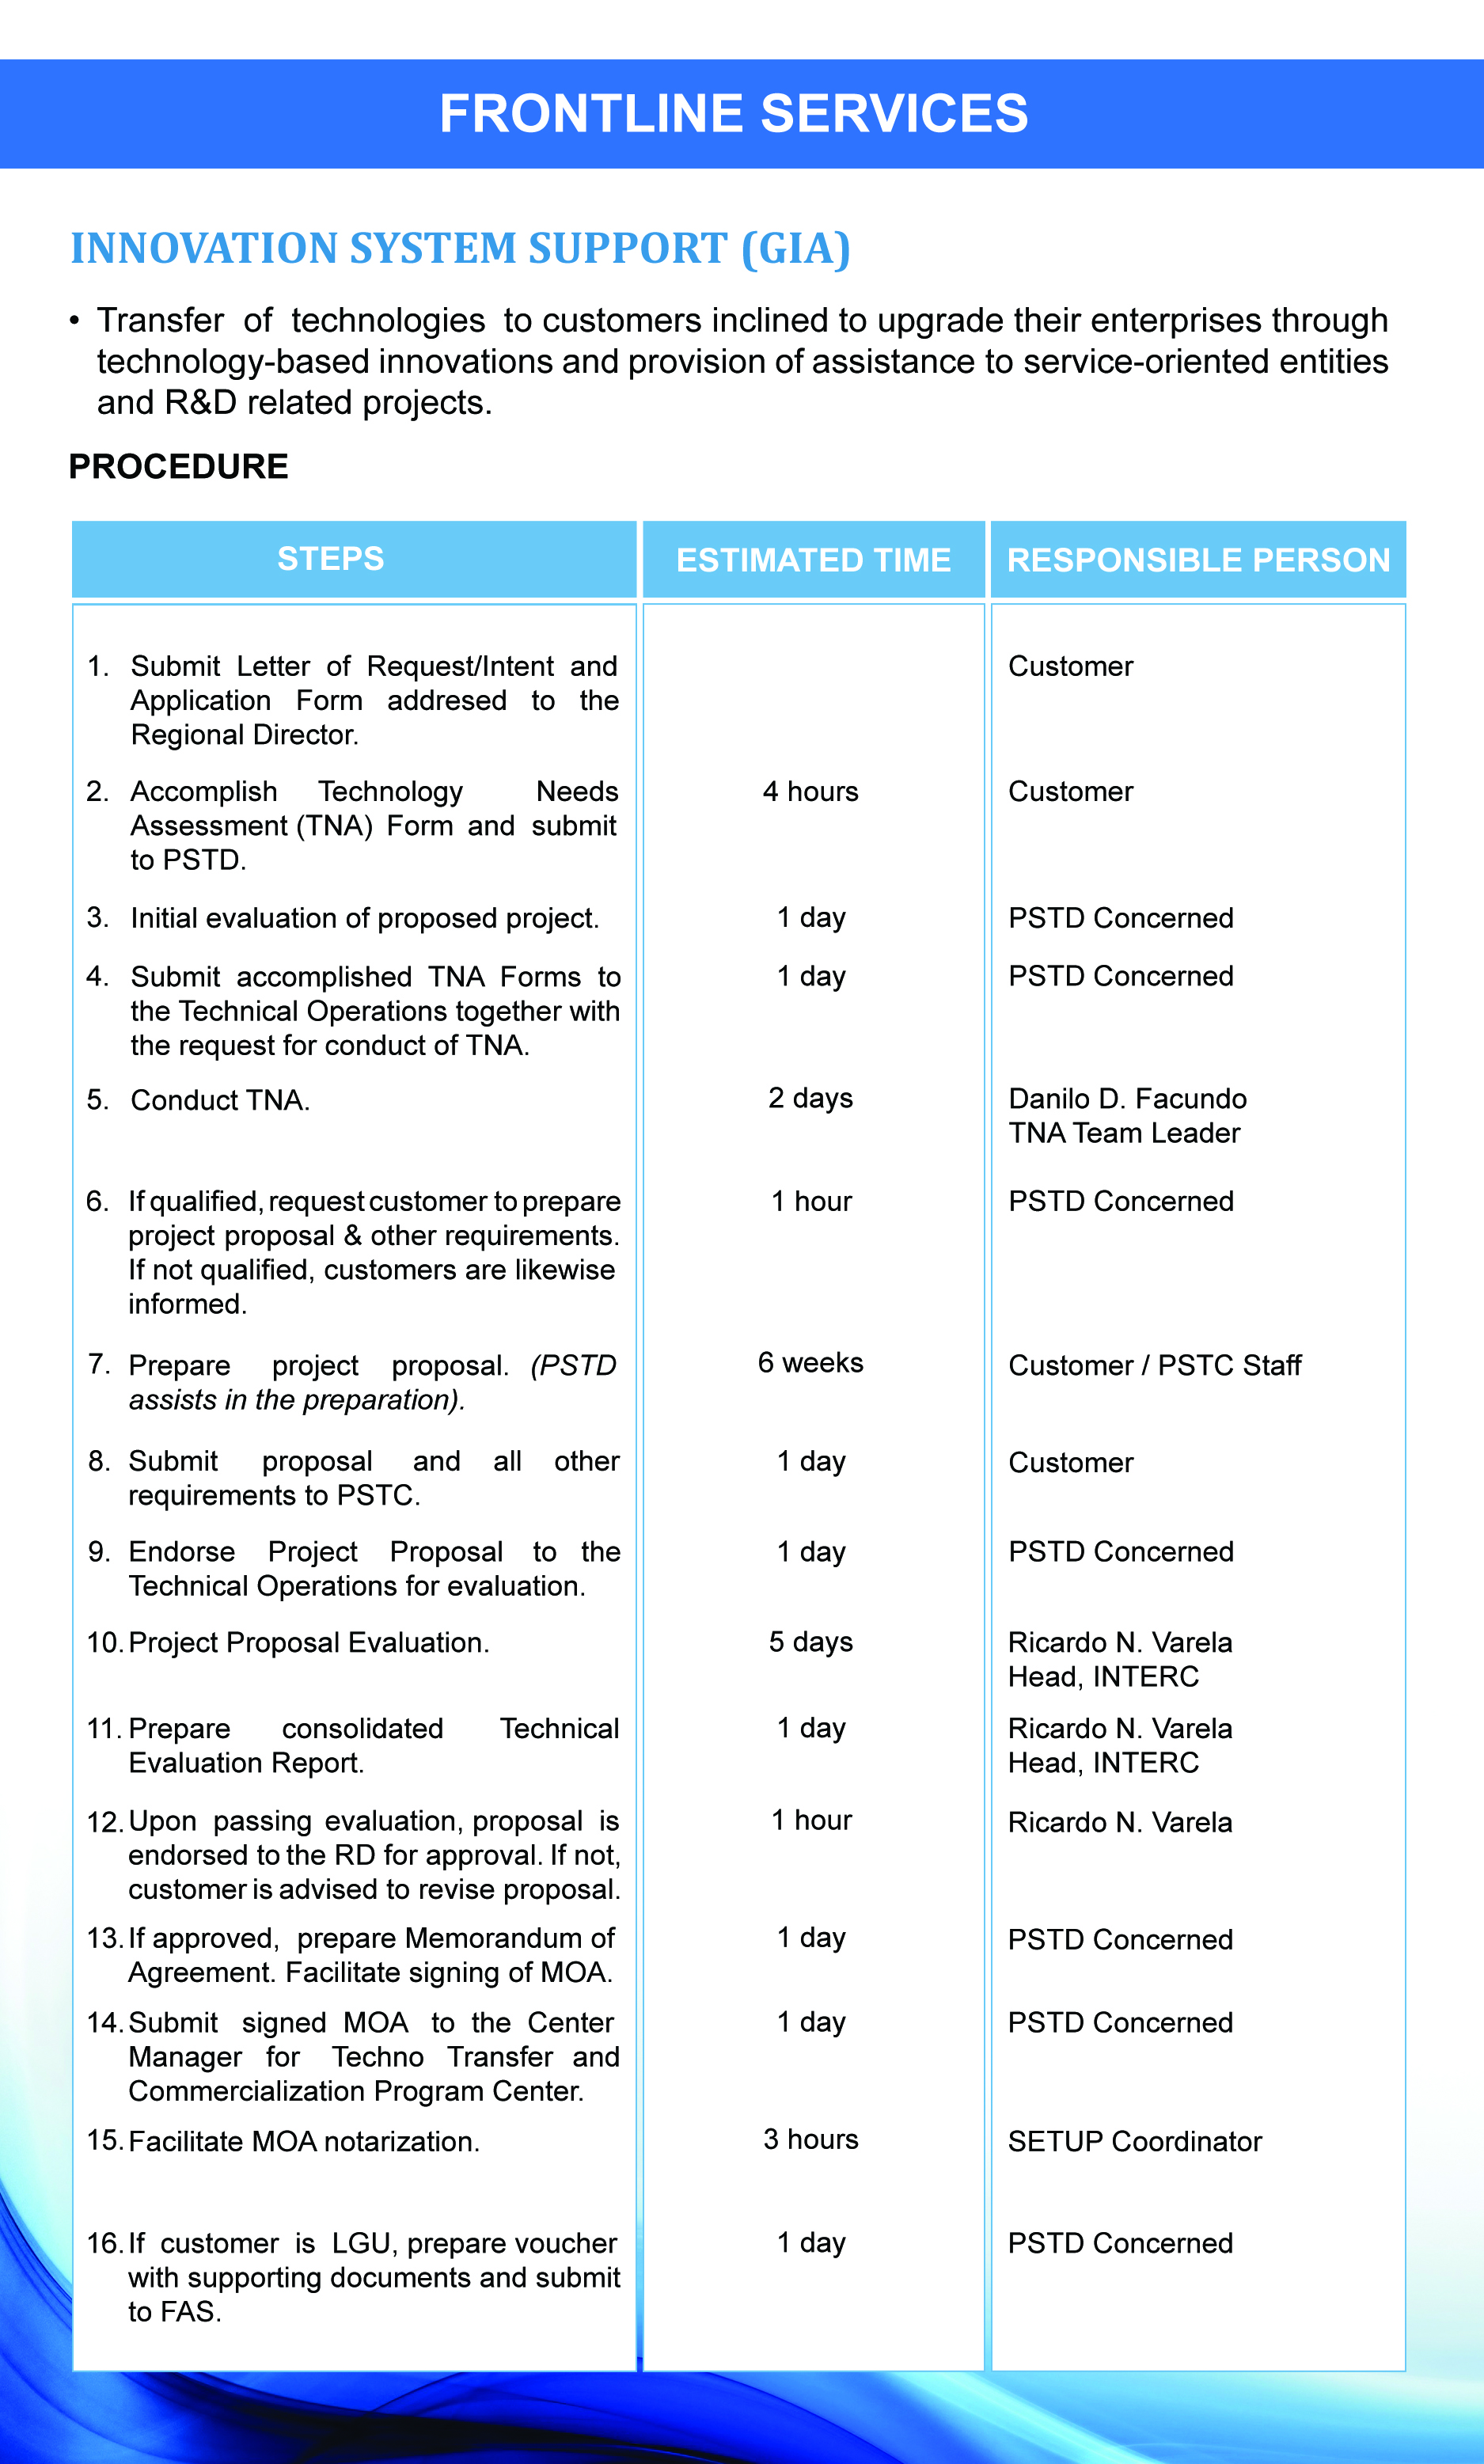 FRONTLINE SERVICES
INNOVATION SYSTEM SUPPORT (GIA)
• Transfer of technologies to customers inclined to upgrade their enterprises through
technology-based innovations and provision of assistance to service-oriented entities
and R&D related projects.
PROCEDURE
STEPS ESTIMATED TIME RESPONSIBLE PERSON
1. Submit Letter of Request/Intent and Customer
Application Form addresed to the
Regional Director.
2. Accomplish Technology Needs 4 hours Customer
Assessment (TNA) Form and submit
to PSTD.
3. Initial evaluation of proposed project. 1 day PSTD Concerned
4. Submit accomplished TNA Forms to 1 day PSTD Concerned
the Technical Operations together with
the request for conduct of TNA.
5. Conduct TNA. 2 days Danilo D. Facundo
TNA Team Leader
6. If qualified, request customer to prepare 1 hour PSTD Concerned
project proposal & other requirements.
If not qualified, customers are likewise
informed.
7. Prepare project proposal. (PSTD 6 weeks Customer / PSTC Staff
assists in the preparation).
8. Submit proposal and all other 1 day Customer
requirements to PSTC.
9. Endorse Project Proposal to the 1 day PSTD Concerned
Technical Operations for evaluation.
10. Project Proposal Evaluation. 5 days Ricardo N. Varela
Head, INTERC
11. Prepare consolidated Technical 1 day Ricardo N. Varela
Evaluation Report. Head, INTERC
12. Upon passing evaluation, proposal is 1 hour Ricardo N. Varela
endorsed to the RD for approval. If not,
customer is advised to revise proposal.
13. If approved, prepare Memorandum of 1 day PSTD Concerned
Agreement. Facilitate signing of MOA.
14. Submit signed MOA to the Center 1 day PSTD Concerned
Manager for Techno Transfer and
Commercialization Program Center.
15. Facilitate MOA notarization. 3 hours SETUP Coordinator
16. If customer is LGU, prepare voucher 1 day PSTD Concerned
with supporting documents and submit
to FAS.